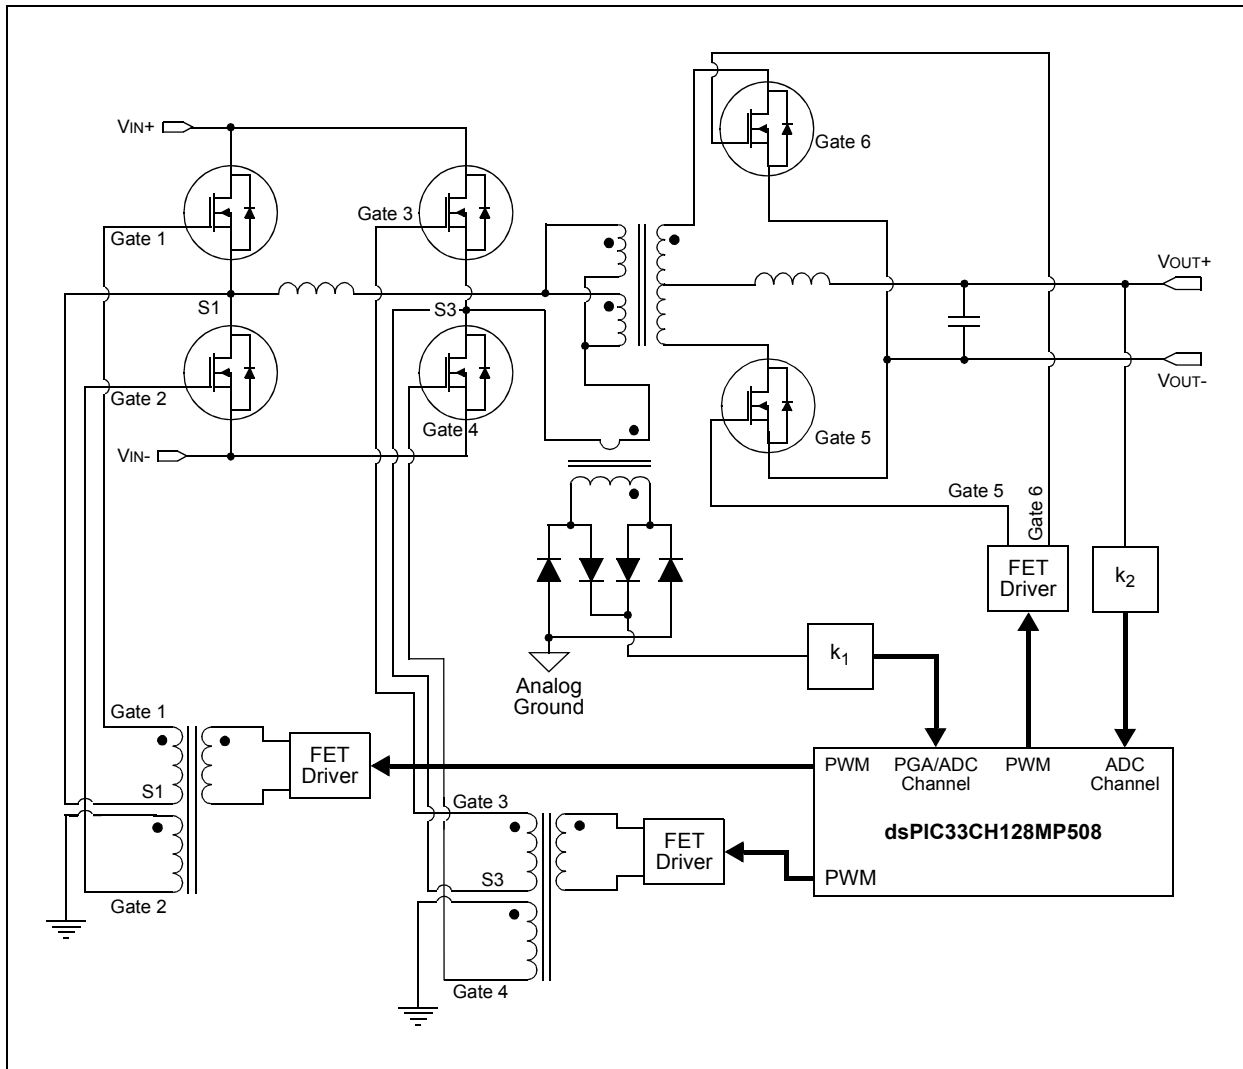 VIN+
Gate 1
Gate 3
Gate 6
S1
S3
VOUT+
VOUT-
Gate 2
Gate 4
Gate 5
VIN-
Gate 5
Gate 6
FET
Driver
k2
k1
Analog
Ground
Gate 1
FET
Driver
S1
Gate 2
Gate 3
FET
Driver
S3
Gate 4
PWM
PGA/ADC
Channel
PWM
ADC
Channel
dsPIC33CH128MP508
PWM